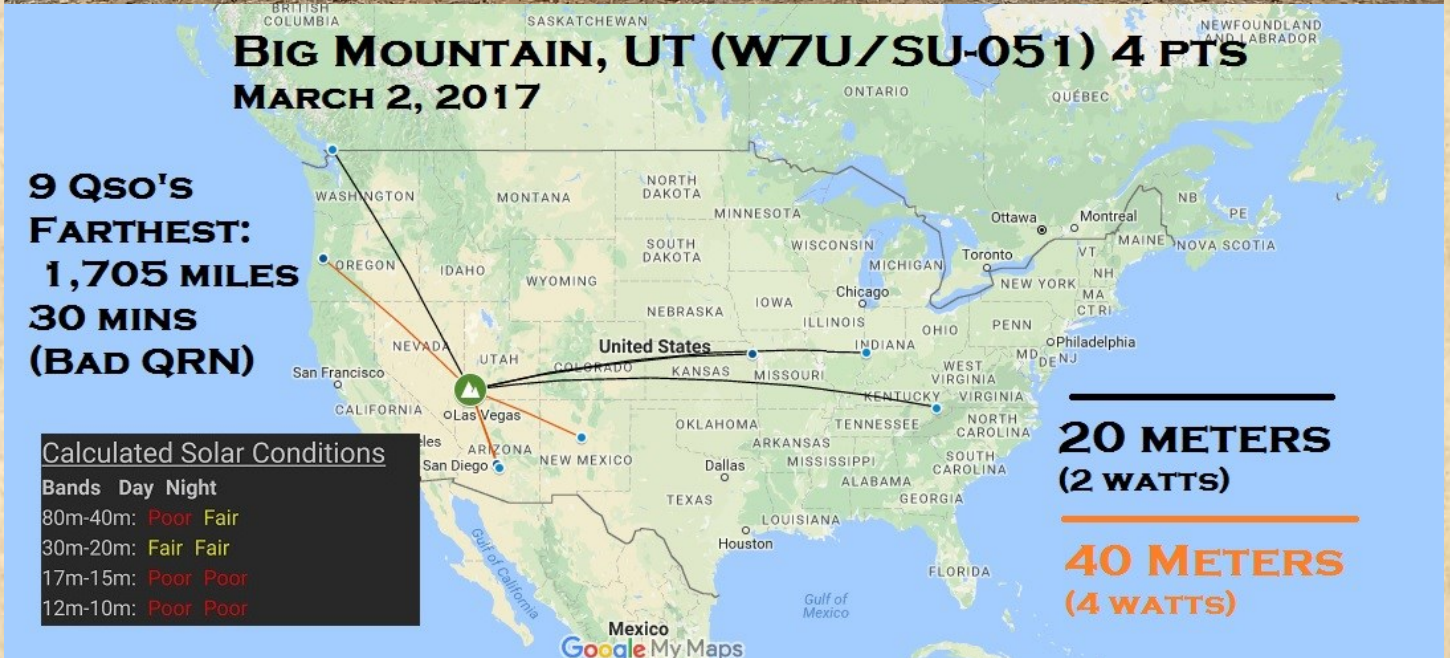 BRITISH
COLUMBIA
SASKATCHEWAN
NEWFOUNDLAND
AND LABRADOR
BIG MOUNTAIN, UT (W7U/SU-051) 4 PTS
MARCH 2, 2017
ONTARIO
QUÉBEC
9 QSO'S
FARTHEST:
1,705 MILES
30 MINS
(BAD QRN)
WASHINGTON
MONTANA
NORTH
DAKOTA
MINNESOTA
Ottawa
Montreal
NB
PE
OREGON
IDAHO
SOUTH
DAKOTA
WISCONSIN
MICHIGAN
Toronto
VT
MAINE
NOVA SCOTIA
WYOMING
NH
NEW YORK
MA
CT RI
Chicago
NEBRASKA
IOWA
ILLINOIS
OHIO
PENN
NEVADA
UTAH
United States
INDIANA
Philadelphia
MD
DE NJ
San Francisco
COLORADO
KANSAS
MISSOURI
WEST
VIRGINIA
KENTUCKY
VIRGINIA
CALIFORNIA
Las Vegas
OKLAHOMA
TENNESSEE
NORTH
CAROLINA
eles
ARIZONA
NEW MEXICO
ARKANSAS
San Diego
Dallas
MISSISSIPPI
SOUTH
CAROLINA
ALABAMA
GEORGIA
TEXAS
LOUISIANA
Houston
FLORIDA
Gulf of California
Gulf of
Mexico
Mexico
Google My Maps
Calculated Solar Conditions
Bands Day Night
80m-40m: Poor Fair
30m-20m: Fair Fair
17m-15m: Poor Poor
12m-10m: Poor Poor
20 METERS
(2 WATTS)
40 METERS
(4 WATTS)